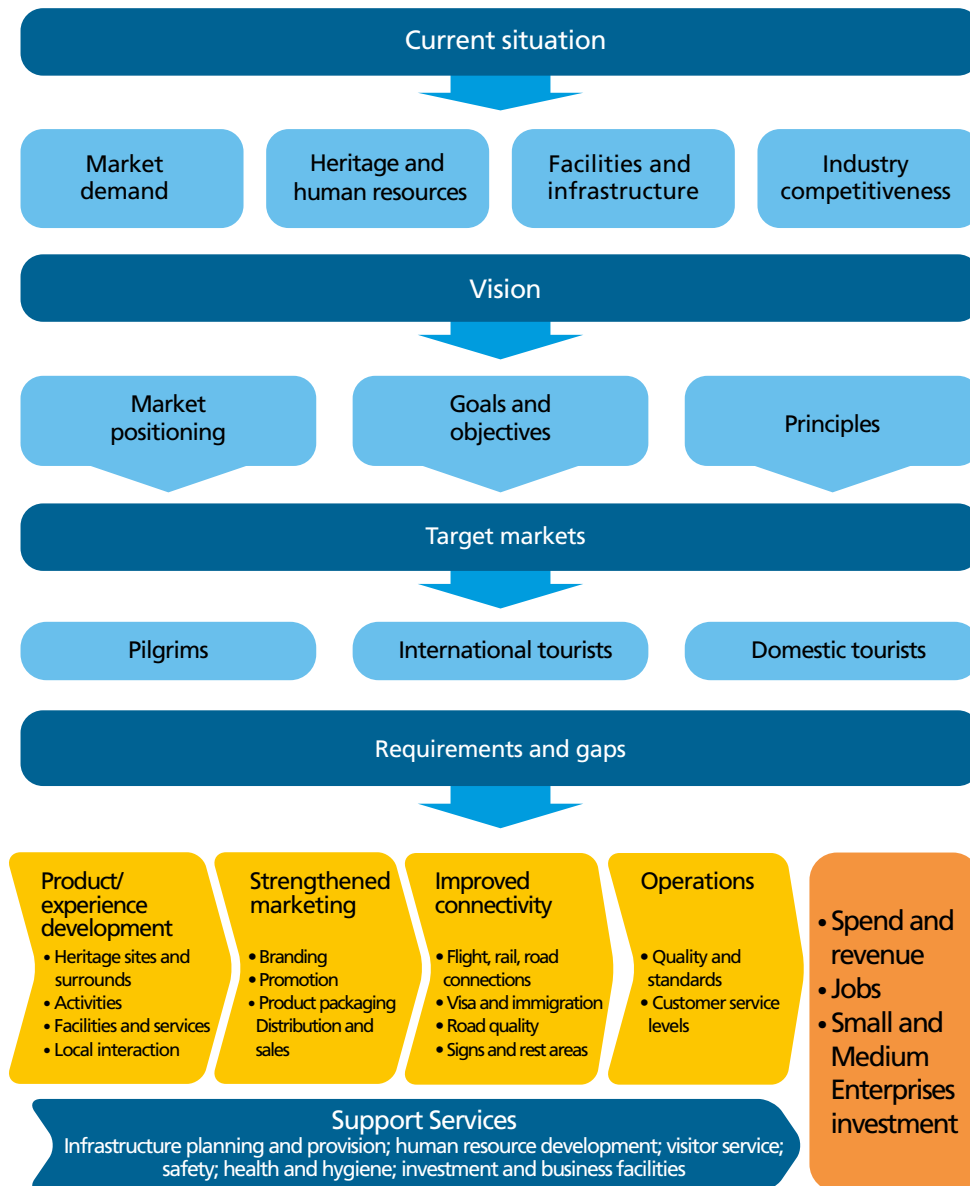 Current situation
Market
demand
Heritage and
human resources
Facilities and
infrastructure
Industry
competitiveness
Vision
Market
positioning
Goals and
objectives
Principles
Target markets
Pilgrims
International tourists
Domestic tourists
Requirements and gaps
Product/
experience
development
• Heritage sites and
surrounds
• Activities
• Facilities and services
• Local interaction
Strengthened
marketing
• Branding
• Promotion
• Product packaging
Distribution and
sales
Improved
connectivity
• Flight, rail, road
connections
• Visa and immigration
• Road quality
• Signs and rest areas
Operations
• Quality and
standards
• Customer service
levels
• Spend and
revenue
• Jobs
• Small and
Medium
Enterprises
investment
Support Services
Infrastructure planning and provision; human resource development; visitor service;
safety; health and hygiene; investment and business facilities